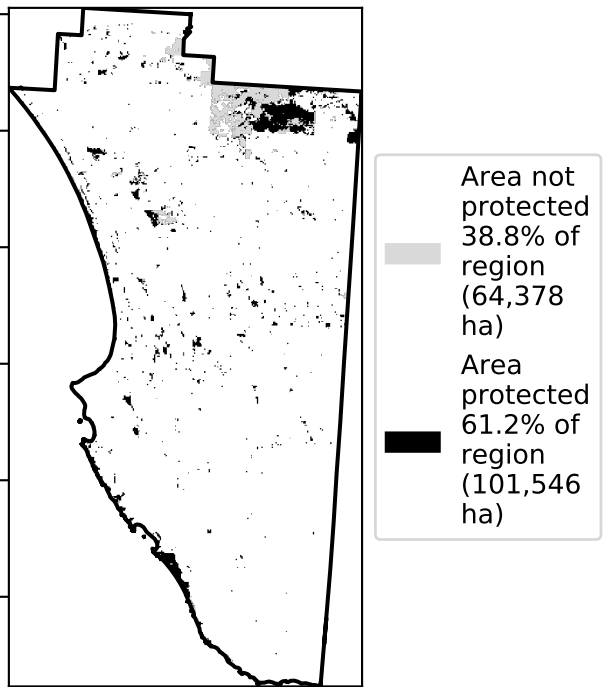 Area not
protected
38.8% of
region
(64,378
ha)
Area
protected
61.2% of
region
(101,546
ha)